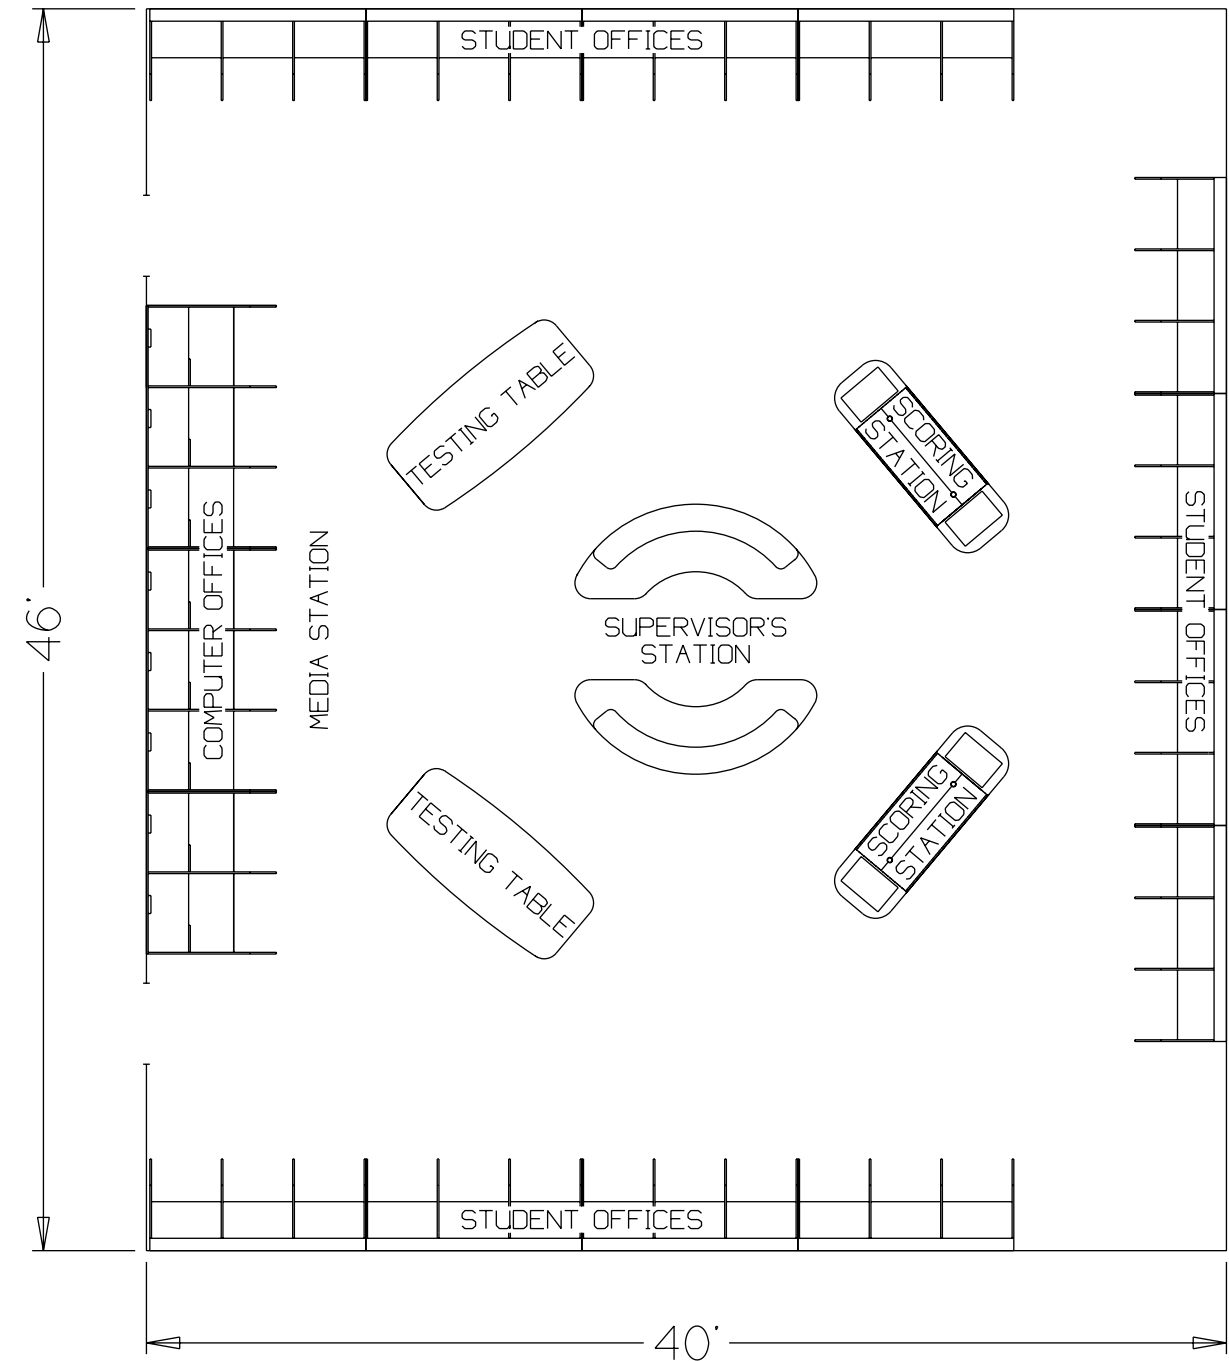 STUDENT OFFICES
TESTING TABLE
SCORING
STATION
46'
COMPUTER OFFICES
MEDIA STATION
SUPERVISOR'S
STATION
STUDENT OFFICES
TESTING TABLE
SCORING
STATION
STUDENT OFFICES
40'